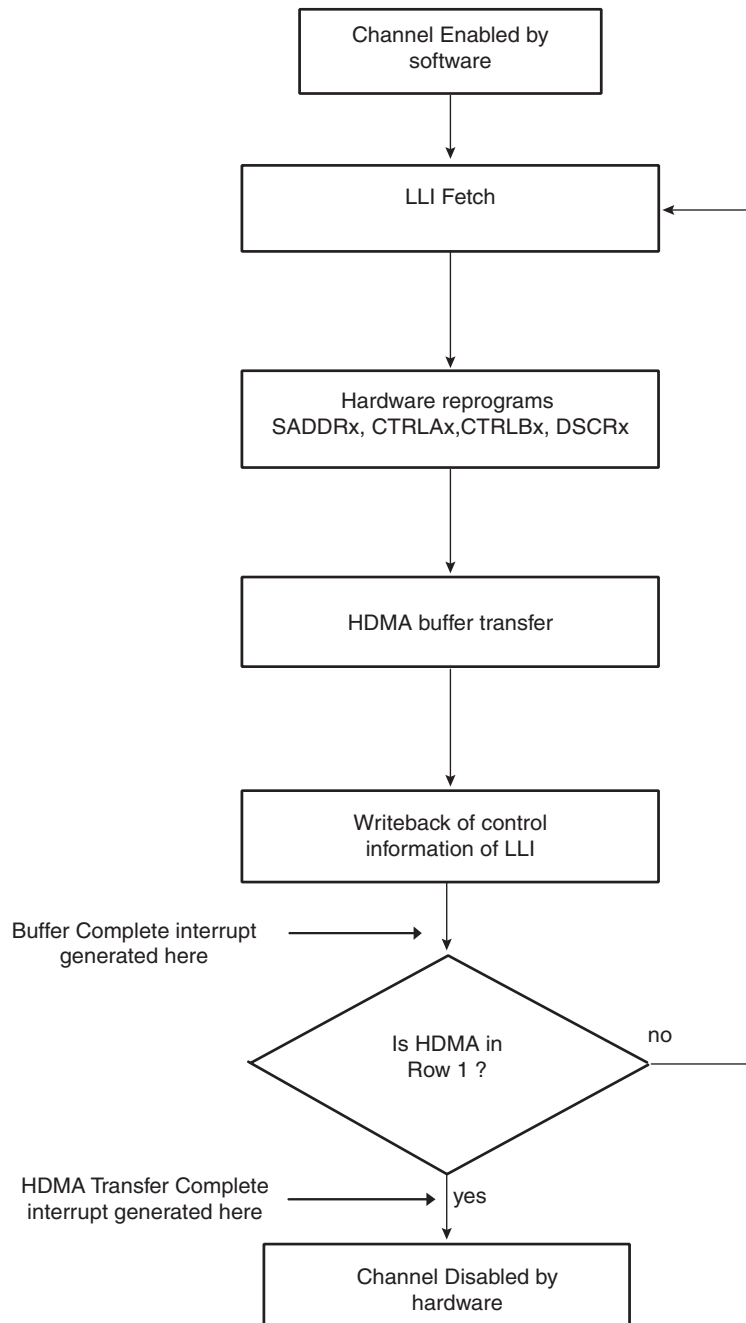 Channel Enabled by
software
LLI Fetch
Hardware reprograms
SADDRx, CTRLAx,CTRLBx, DSCRx
HDMA buffer transfer
Writeback of control
information of LLI
Buffer Complete interrupt
generated here
Is HDMA in
Row 1 ?
no
HDMA Transfer Complete
interrupt generated here
yes
Channel Disabled by
hardware